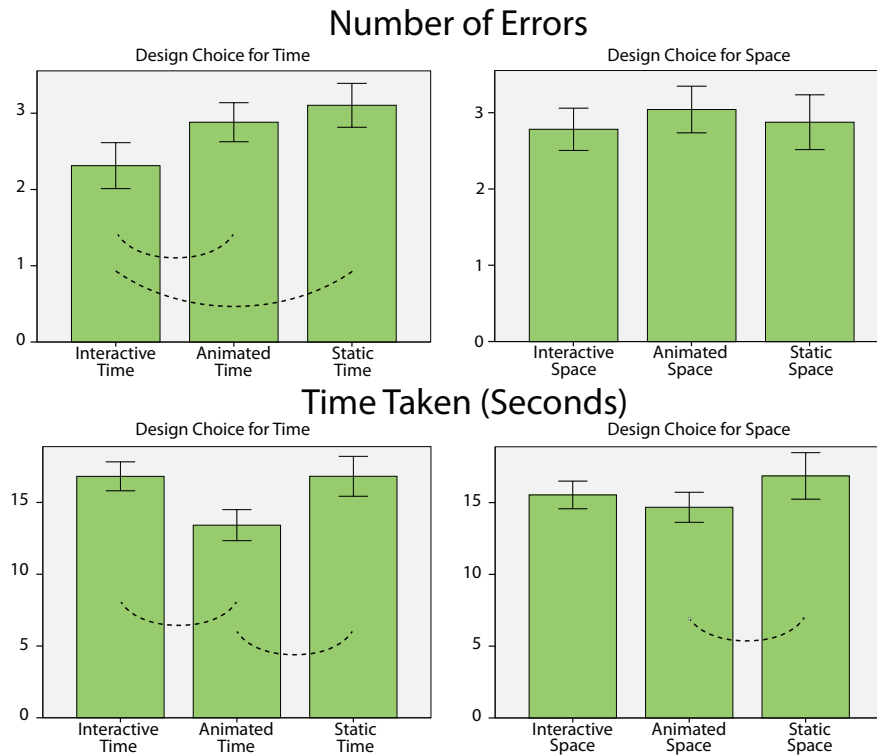 Number of Errors
Design Choice for Time
3
2
1
0
Interactive Time
Animated Time
Static Time
Design Choice for Space
3
2
1
0
Interactive Space
Animated Space
Static Space
Time Taken (Seconds)
Design Choice for Time
15
10
5
0
Interactive Time
Animated Time
Static Time
Design Choice for Space
15
10
5
0
Interactive Space
Animated Space
Static Space